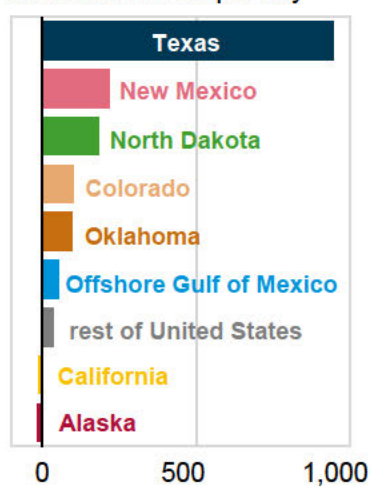 Texas
New Mexico
North Dakota
Colorado
Oklahoma
Offshore Gulf of Mexico
rest of United States
California
Alaska
0 500 1,000